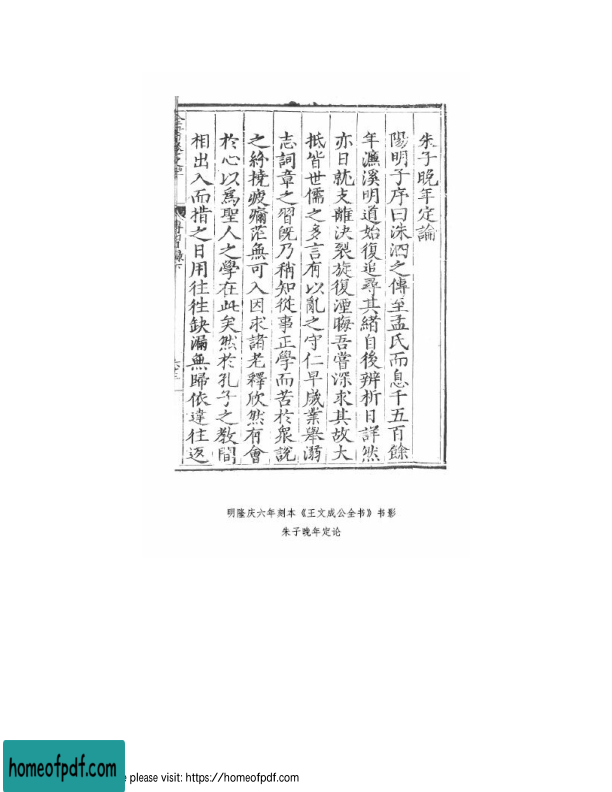 朱子晚年定論
陽明子序曰洙泗之傳至孟氏而息千五百餘
年濂溪明道始復追尋其緒自後辨析日詳然
亦日就支離決裂旋復湮晦吾嘗深求其故大
抵皆世儒之多言有以亂之守仁早歲業舉溺
志詞章之習既乃稍知從事正學而苦於衆說
之紛撓疲薾茫無可入因求諸老釋欣然有會
於心以爲聖人之學在此矣然於孔子之教間
相出入而措之日用往往缺漏無歸依違往返
傳習錄下
明隆庆六年刻本《王文成公全书》书影
朱子晚年定论
homeofpdf.com
e please visit: https://homeofpdf.com